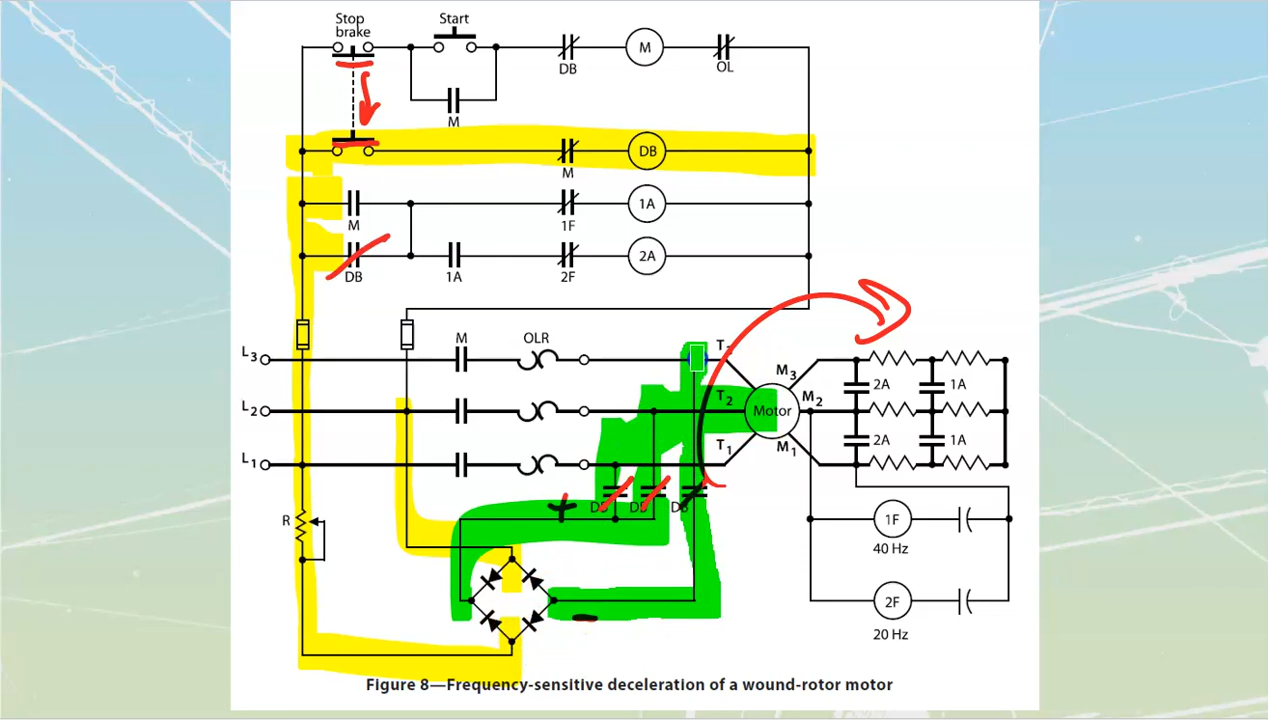 Stop Start
brake
DB M OL
M
DB
M
1A
M 1F
2A
DB 1A 2F
M OLR
L3 T3
M3
2A 1A
L2 T2 Motor M2
2A 1A
L1 T1 M1
R + DB DB DB 1F
40 Hz
2F
-
20 Hz
Figure 8—Frequency-sensitive deceleration of a wound-rotor motor